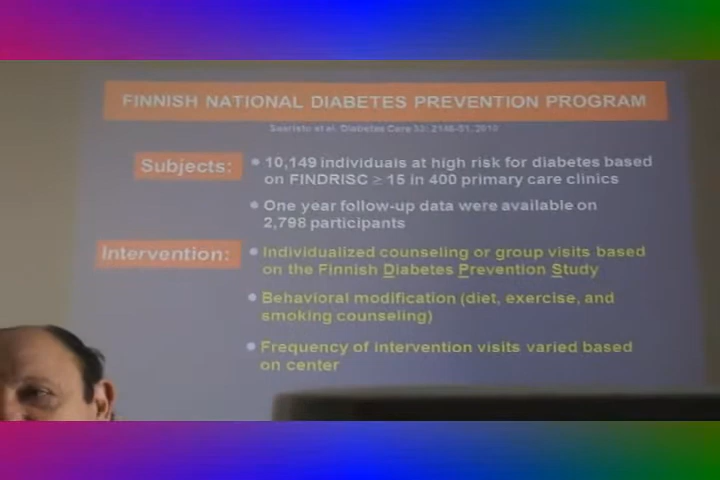 FINNISH NATIONAL DIABETES PREVENTION PROGRAM
Saaristo et al. Diabetes Care 33: 2146-51, 2010
Subjects:
• 10,149 individuals at high risk for diabetes based
on FINDRISC ≥ 15 in 400 primary care clinics
• One year follow-up data were available on
2,798 participants
Intervention:
• Individualized counseling or group visits based
on the Finnish Diabetes Prevention Study
• Behavioral modification (diet, exercise, and
smoking counseling)
• Frequency of intervention visits varied based
on center